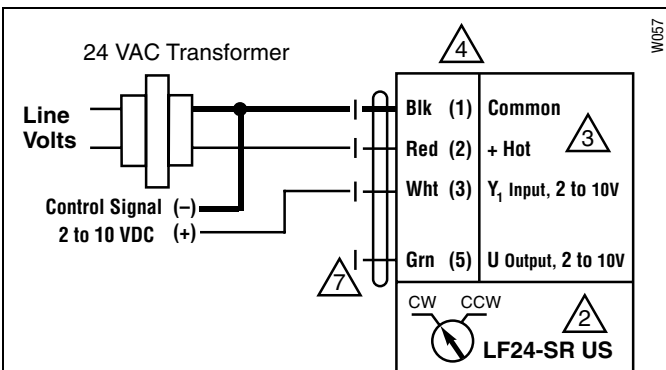 W057
24 VAC Transformer
4
Line
Volts
Blk (1) Common
3
Red (2) + Hot
Wht (3) Y1 Input, 2 to 10V
Control Signal (–)
2 to 10 VDC (+)
7
Grn (5) U Output, 2 to 10V
CW CCW
2
LF24-SR US